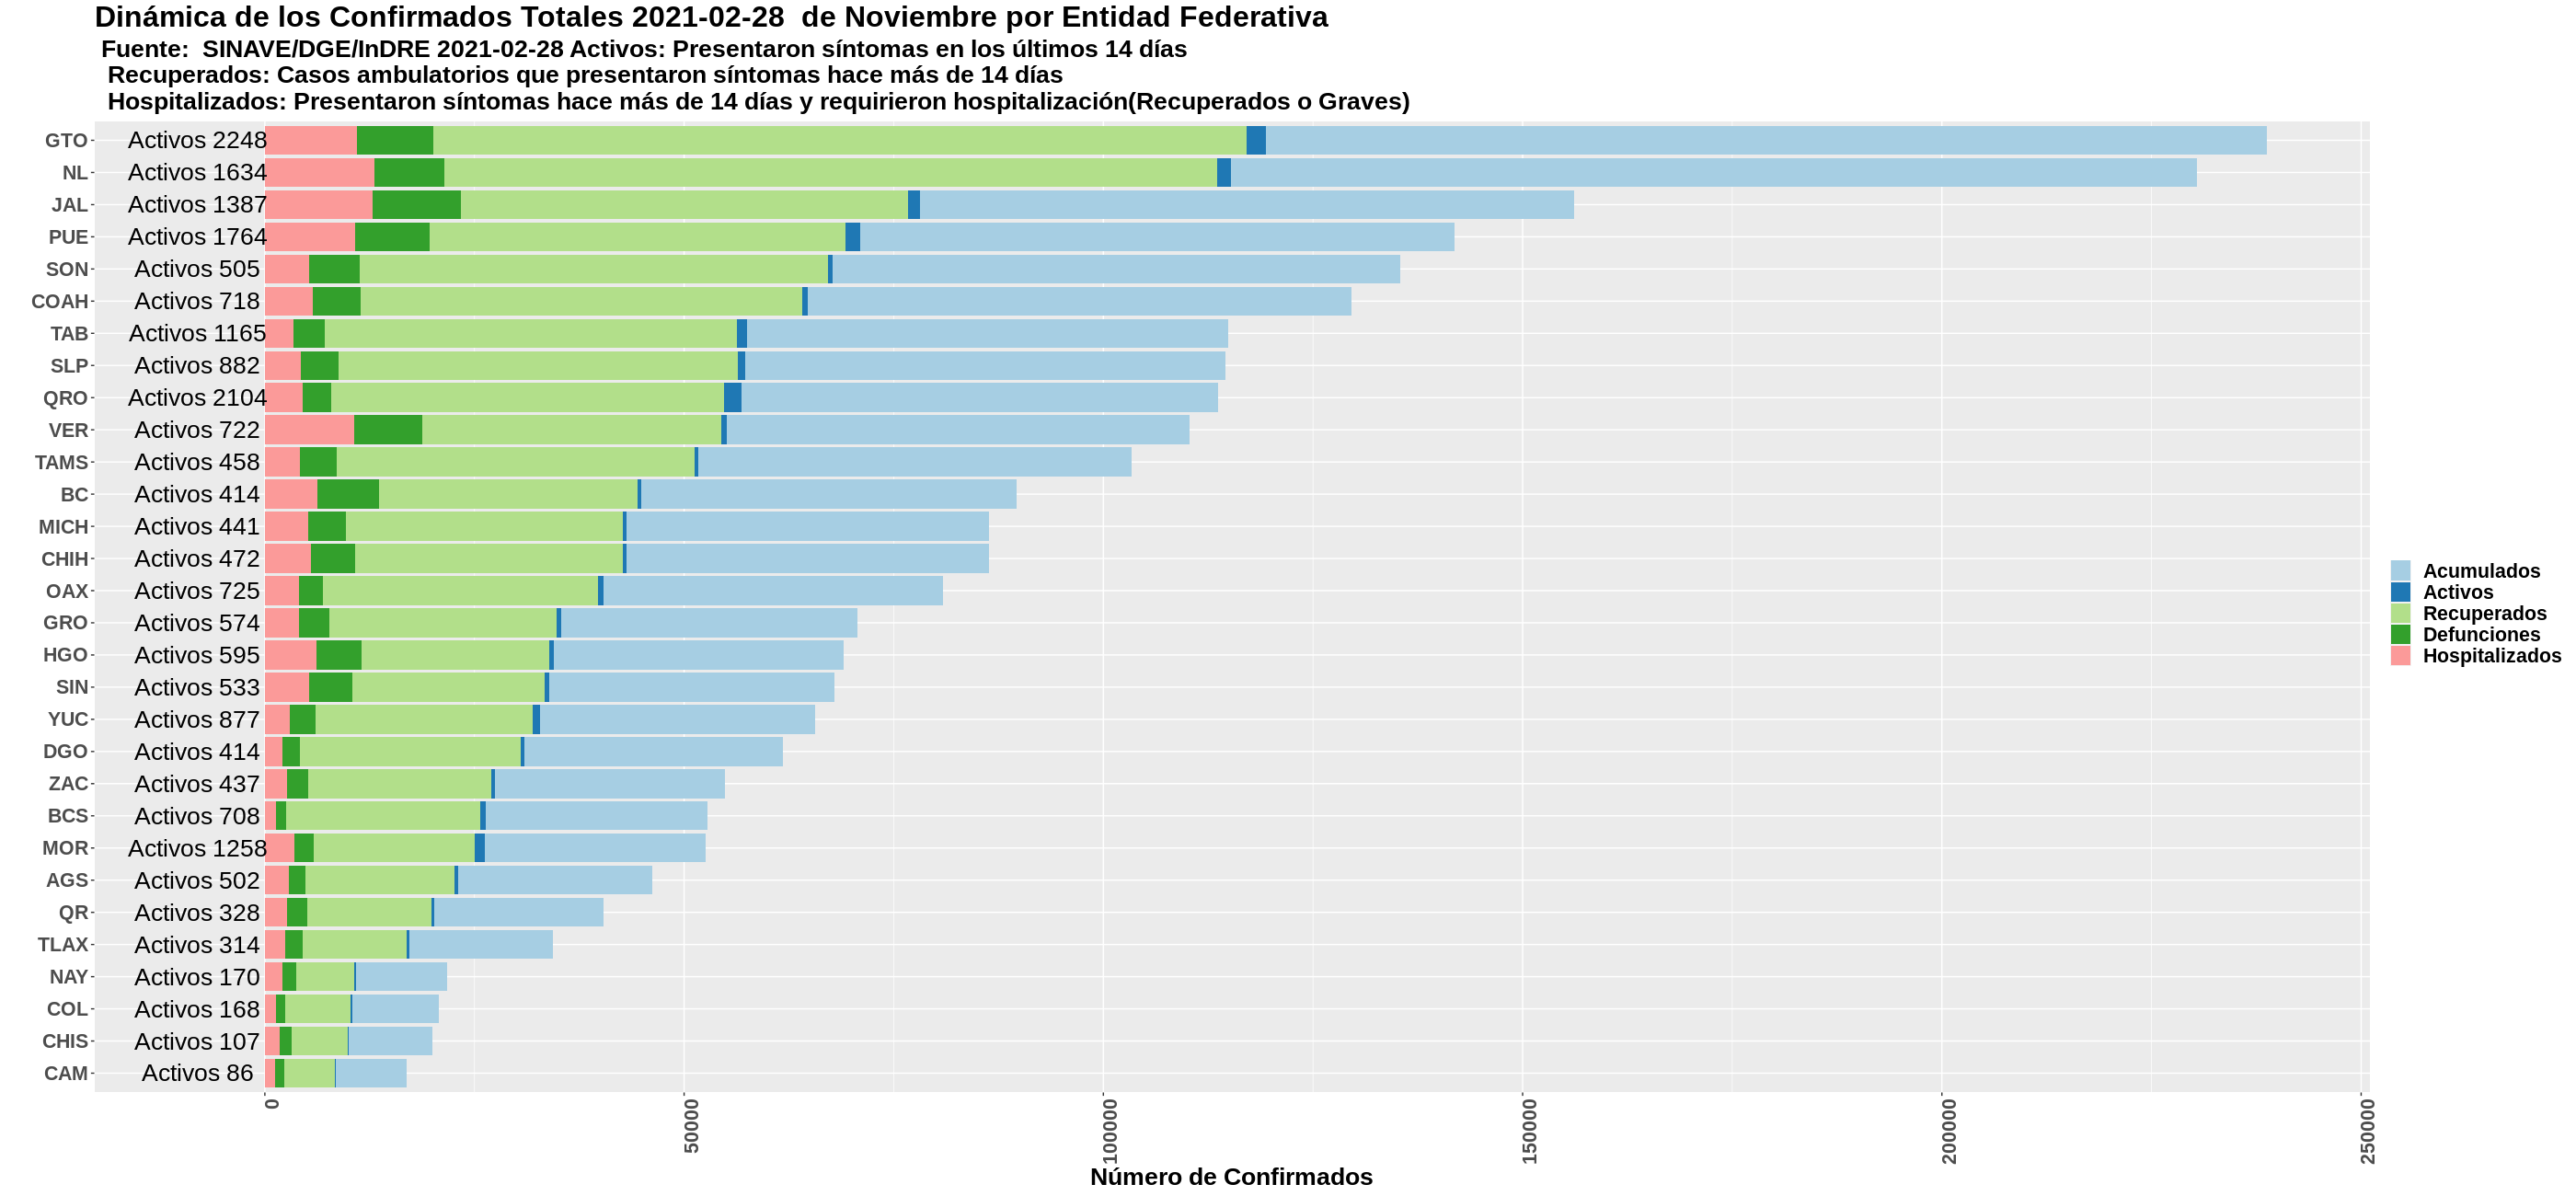 Dinámica de los Confirmados Totales 2021-02-28  de Noviembre por Entidad Federativa
Fuente:  SINAVE/DGE/InDRE 2021-02-28 Activos: Presentaron síntomas en los últimos 14 días
Recuperados: Casos ambulatorios que presentaron síntomas hace más de 14 días
Hospitalizados: Presentaron síntomas hace más de 14 días y requirieron hospitalización(Recuperados o Graves)
GTO Activos 2248
NL Activos 1634
JAL Activos 1387
PUE Activos 1764
SON Activos 505
COAH Activos 718
TAB Activos 1165
SLP Activos 882
QRO Activos 2104
VER Activos 722
TAMS Activos 458
BC Activos 414
MICH Activos 441
CHIH Activos 472
OAX Activos 725
GRO Activos 574
HGO Activos 595
SIN Activos 533
YUC Activos 877
DGO Activos 414
ZAC Activos 437
BCS Activos 708
MOR Activos 1258
AGS Activos 502
QR Activos 328
TLAX Activos 314
NAY Activos 170
COL Activos 168
CHIS Activos 107
CAM Activos 86
0 50000 100000 150000 200000 250000
Número de Confirmados
Acumulados
Activos
Recuperados
Defunciones
Hospitalizados